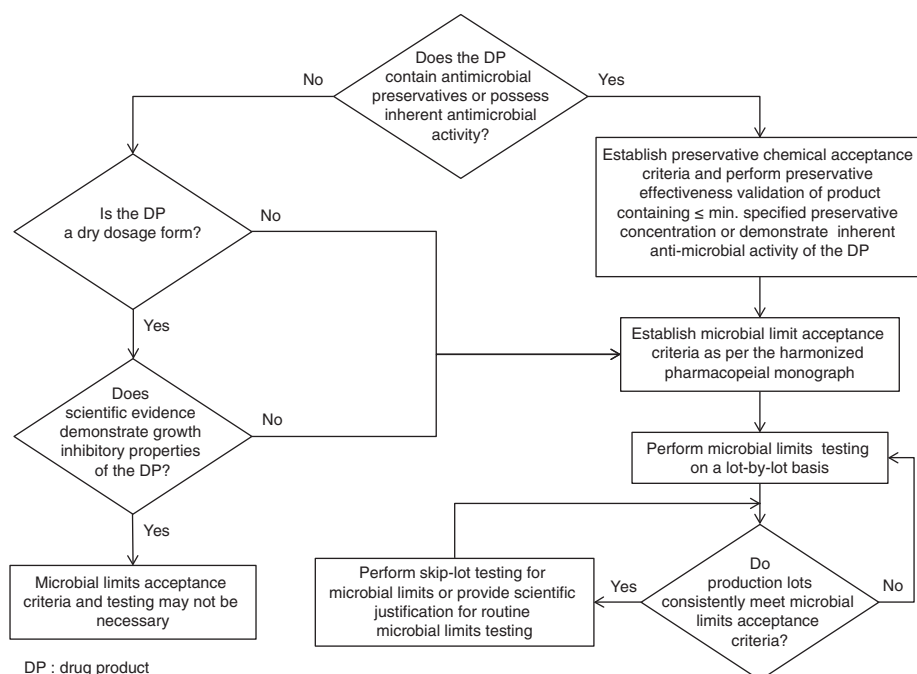 Does the DP
contain antimicrobial
preservatives or possess
inherent antimicrobial
activity?
No
Yes
Establish preservative chemical acceptance
criteria and perform preservative
effectiveness validation of product
containing ≤ min. specified preservative
concentration or demonstrate inherent
anti-microbial activity of the DP
Is the DP
a dry dosage form?
No
Yes
Establish microbial limit acceptance
criteria as per the harmonized
pharmacopeial monograph
Does
scientific evidence
demonstrate growth
inhibitory properties
of the DP?
No
Yes
Perform microbial limits testing
on a lot-by-lot basis
Microbial limits acceptance
criteria and testing may not be
necessary
Perform skip-lot testing for
microbial limits or provide scientific
justification for routine
microbial limits testing
Yes
Do
production lots
consistently meet microbial
limits acceptance
criteria?
No
DP : drug product